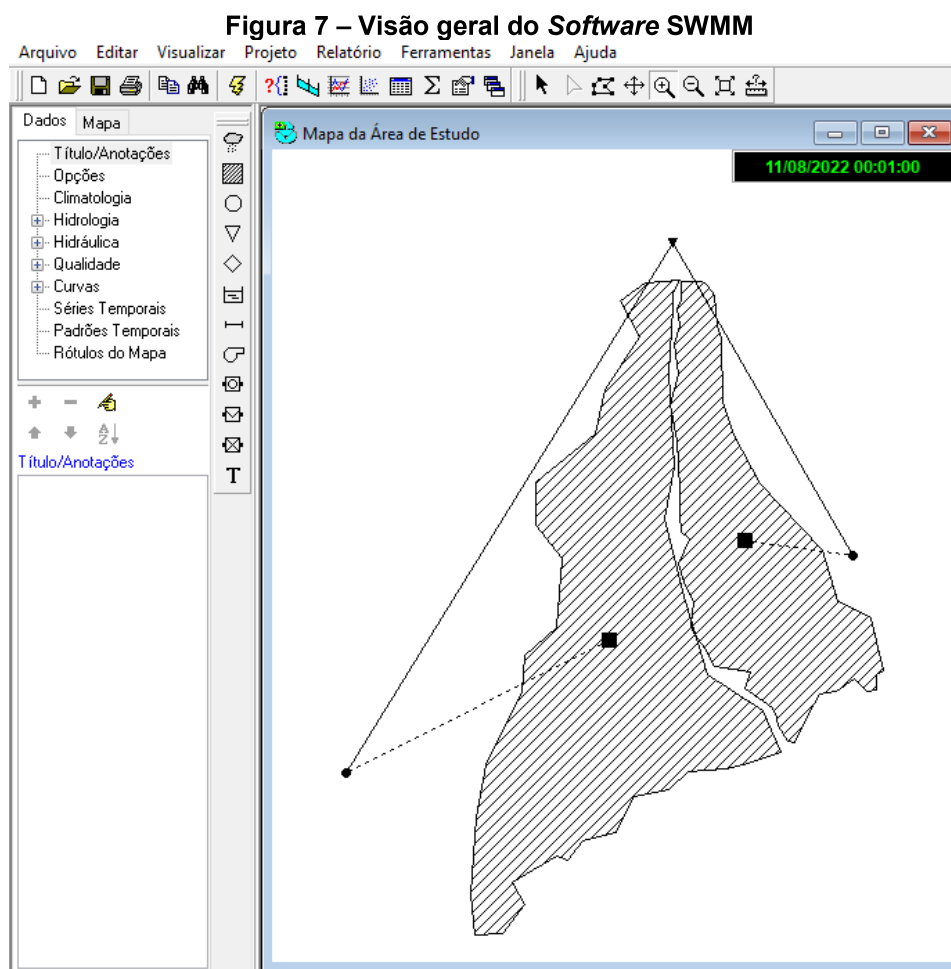 Figura 7 – Visão geral do Software SWMM
Arquivo Editar Visualizar Projeto Relatório Ferramentas Janela Ajuda
Dados Mapa
Título/Anotações
Opções
Climatologia
Hidrologia
Hidráulica
Qualidade
Curvas
Séries Temporais
Padrões Temporais
Rótulos do Mapa
Título/Anotações
T
Mapa da Área de Estudo
11/08/2022 00:01:00